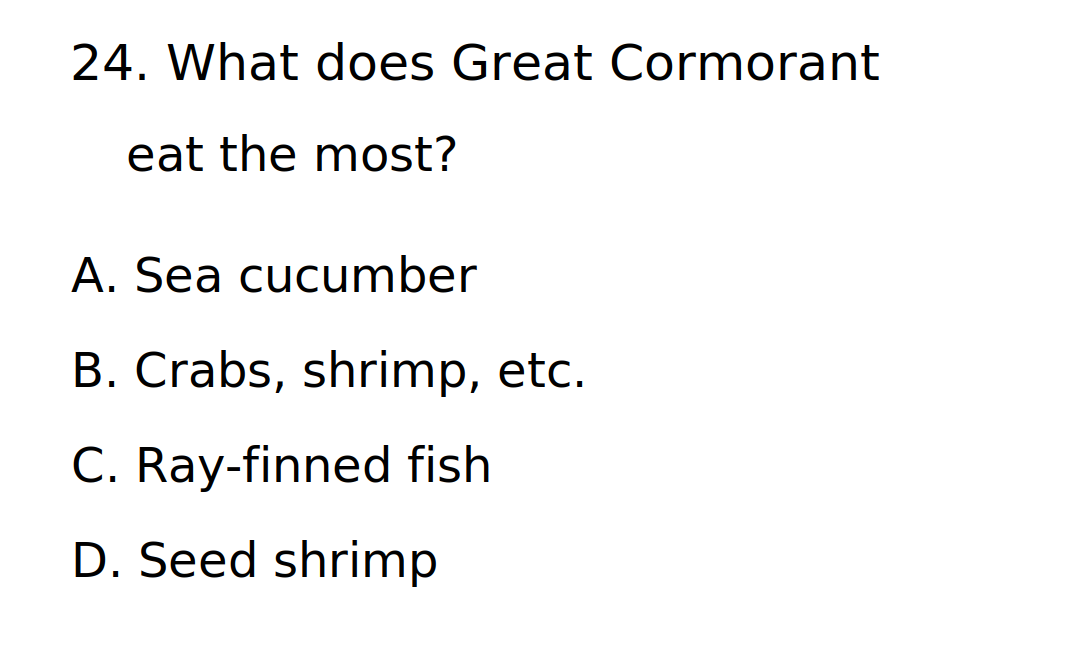 24. What does Great Cormorant
eat the most?
A. Sea cucumber
B. Crabs, shrimp, etc.
C. Ray-finned fish
D. Seed shrimp